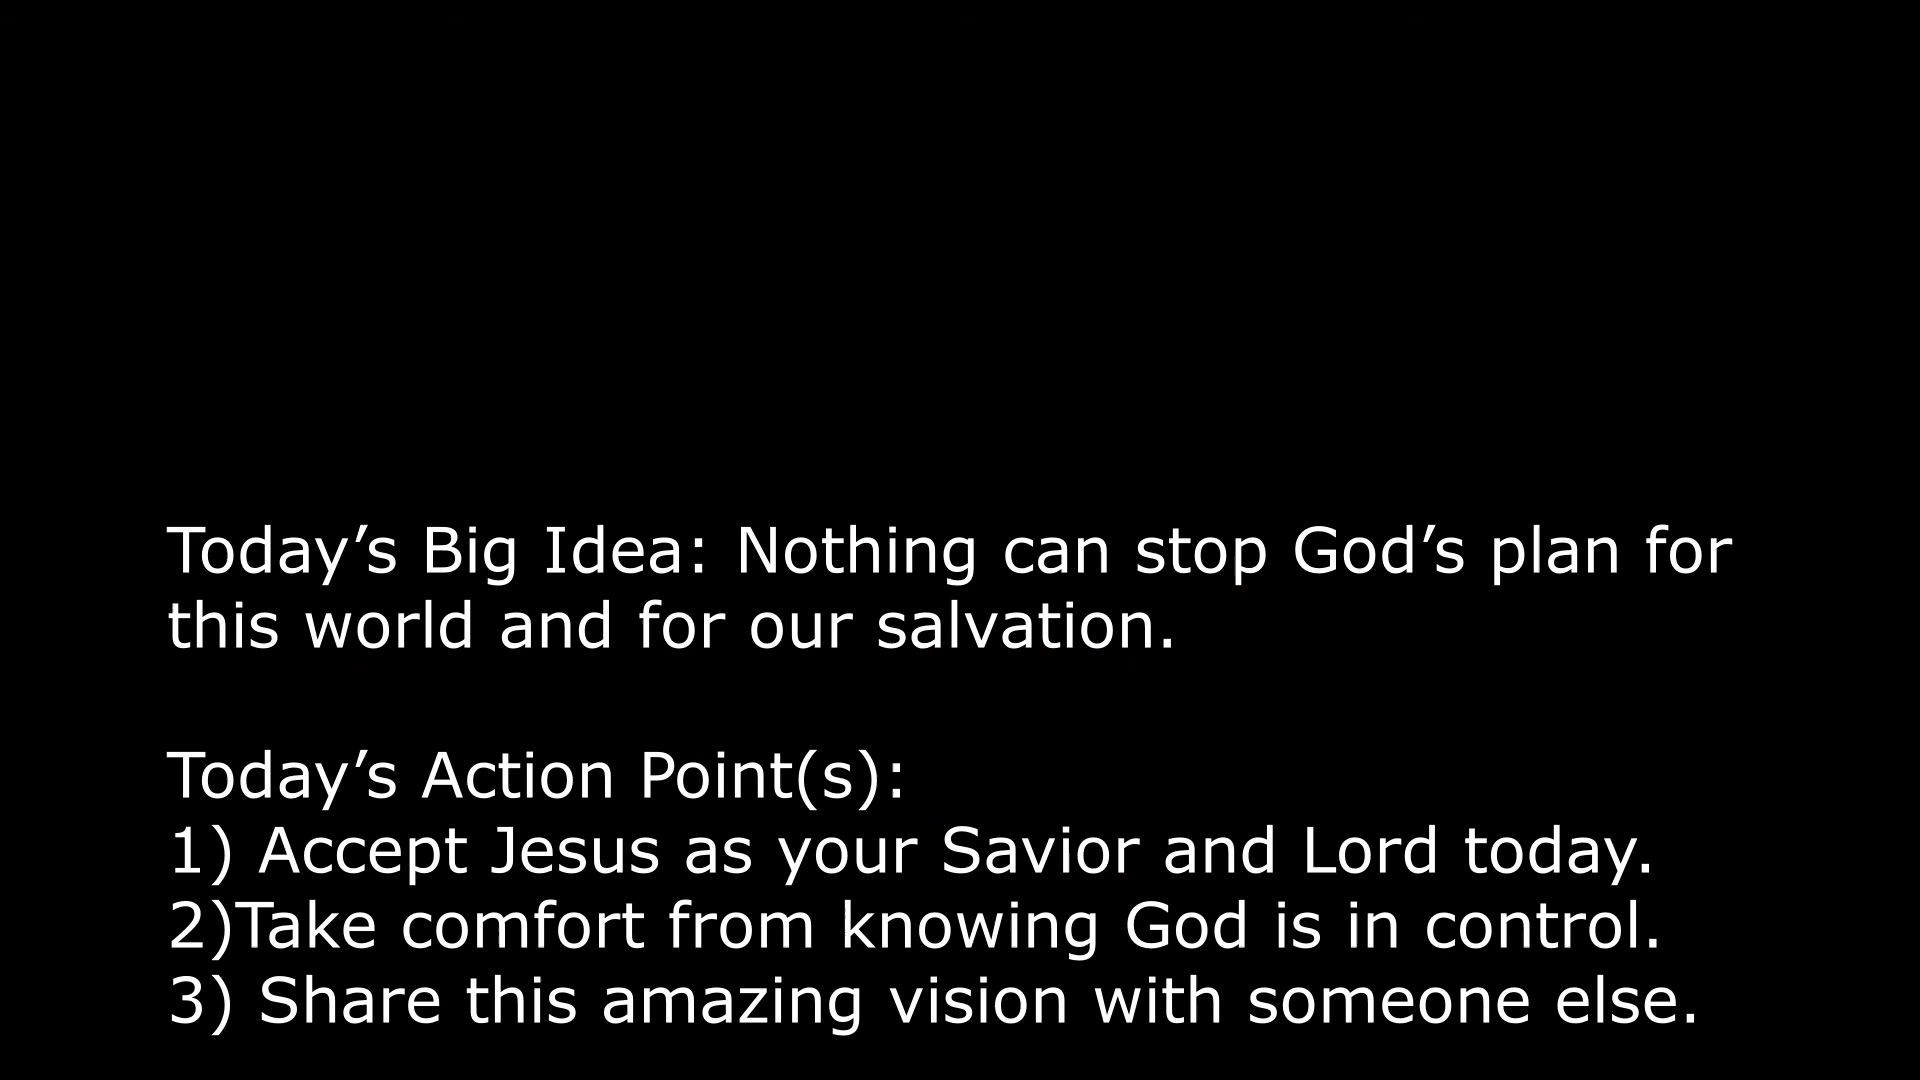 Today’s Big Idea: Nothing can stop God’s plan for
this world and for our salvation.
Today’s Action Point(s):
1) Accept Jesus as your Savior and Lord today.
2)Take comfort from knowing God is in control.
3) Share this amazing vision with someone else.